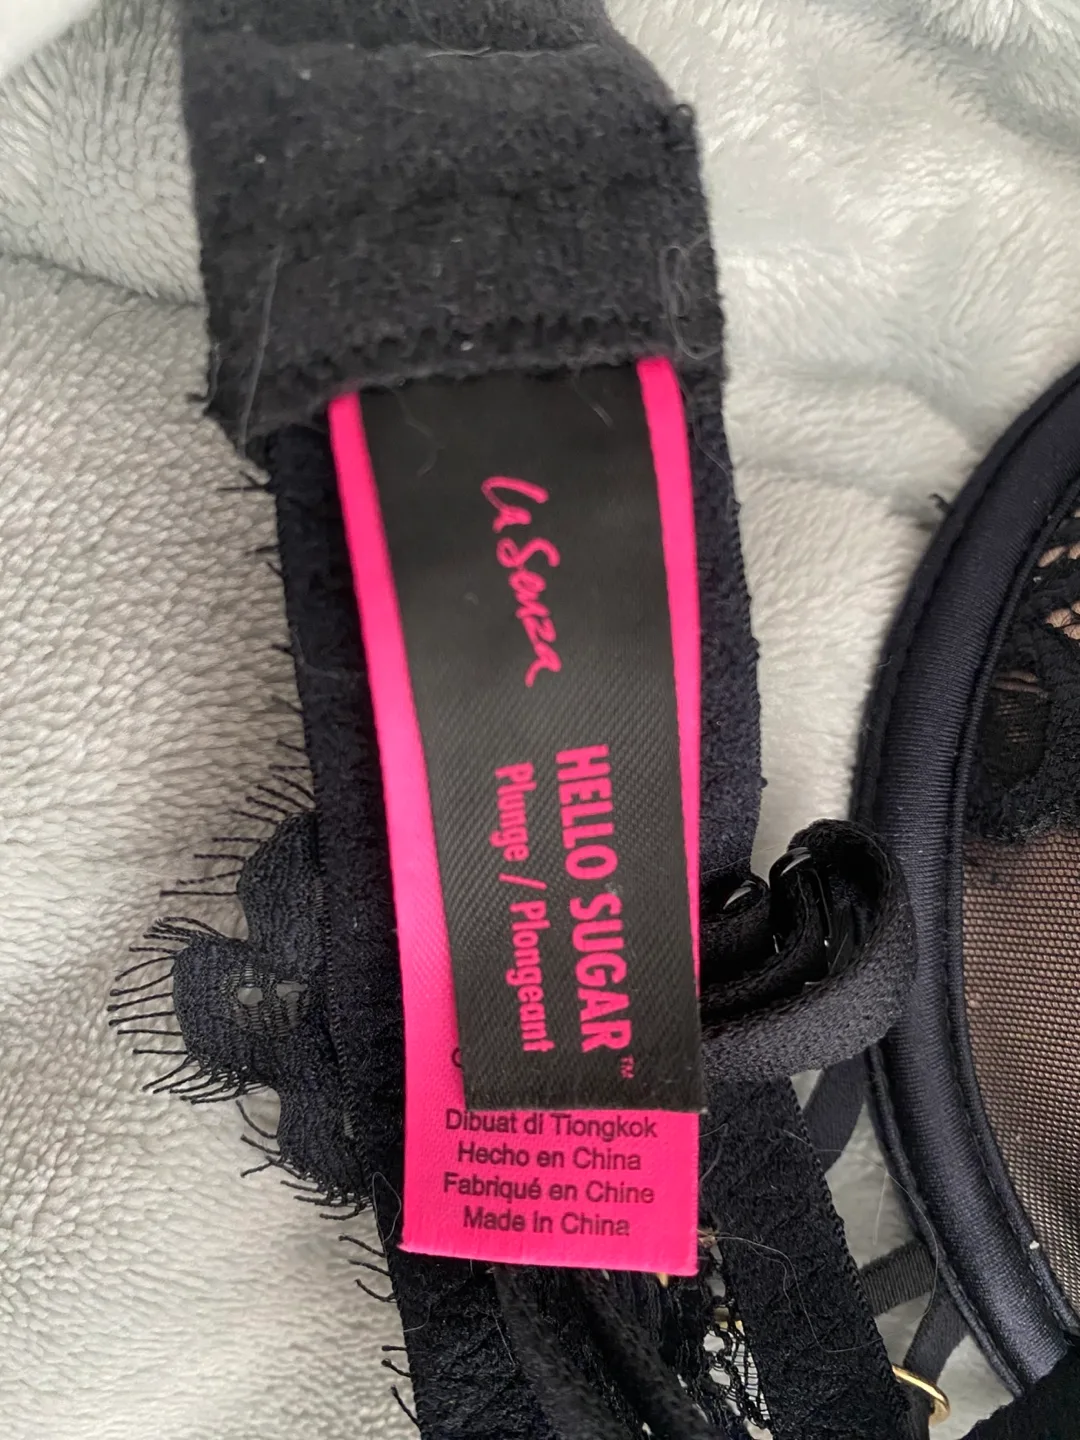 La Senza
HELLO SUGAR™
Plunge / Plongeant
Dibuat di Tiongkok
Hecho en China
Fabriqué en Chine
Made in China